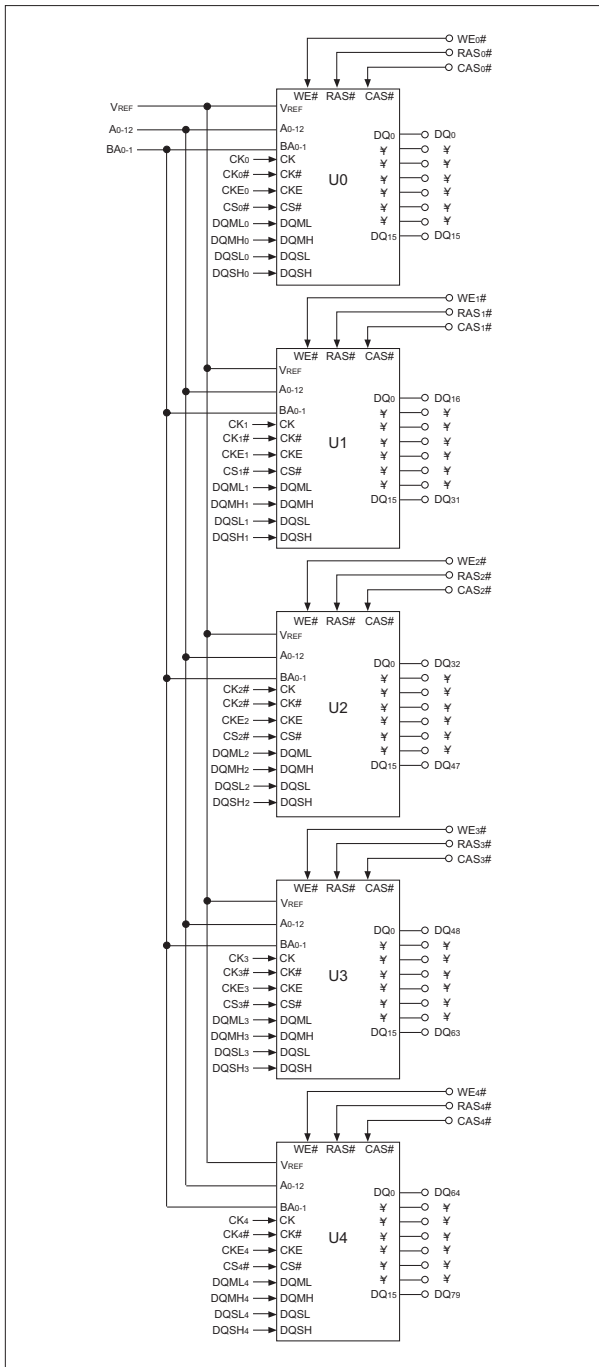 WE0#
RAS0#
CAS0#
WE# RAS# CAS#
VREF VREF
A0-12 A0-12
BA0-1 BA0-1
DQ0 DQ0
CK0 CK
¥ ¥
CK0# CK#
¥ ¥
U0
CKE0 CKE
¥ ¥
CS0# CS#
¥ ¥
DQML0 DQML
¥ ¥
DQMH0 DQMH
¥ ¥
DQ15 DQ15
DQSL0 DQSL
DQSH0 DQSH
WE1#
RAS1#
CAS1#
WE# RAS# CAS#
VREF
A0-12
DQ0 DQ16
BA0-1
¥ ¥
CK1 CK
¥ ¥
CK1# CK#
¥ ¥
U1
CKE1 CKE
¥ ¥
CS1# CS#
¥ ¥
DQML1 DQML
¥ ¥
DQMH1 DQMH
DQ15 DQ31
DQSL1 DQSL
DQSH1 DQSH
WE2#
RAS2#
CAS2#
WE# RAS# CAS#
VREF
A0-12
DQ0 DQ32
BA0-1
¥ ¥
CK2# CK
¥ ¥
CK2# CK#
¥ ¥
U2
CKE2 CKE
¥ ¥
CS2# CS#
¥ ¥
DQML2 DQML
¥ ¥
DQMH2 DQMH
DQ15 DQ47
DQSL2 DQSL
DQSH2 DQSH
WE3#
RAS3#
CAS3#
WE# RAS# CAS#
VREF
A0-12
DQ0 DQ48
BA0-1
¥ ¥
CK3 CK
¥ ¥
CK3# CK#
¥ ¥
U3
CKE3 CKE
¥ ¥
CS3# CS#
¥ ¥
DQML3 DQML
¥ ¥
DQMH3 DQMH
DQ15 DQ63
DQSL3 DQSL
DQSH3 DQSH
WE4#
RAS4#
CAS4#
WE# RAS# CAS#
VREF
A0-12
DQ0 DQ64
BA0-1
¥ ¥
CK4 CK
¥ ¥
CK4# CK#
¥ ¥
U4
CKE4 CKE
¥ ¥
CS4# CS#
¥ ¥
DQML4 DQML
¥ ¥
DQMH4 DQMH
DQ15 DQ79
DQSL4 DQSL
DQSH4 DQSH